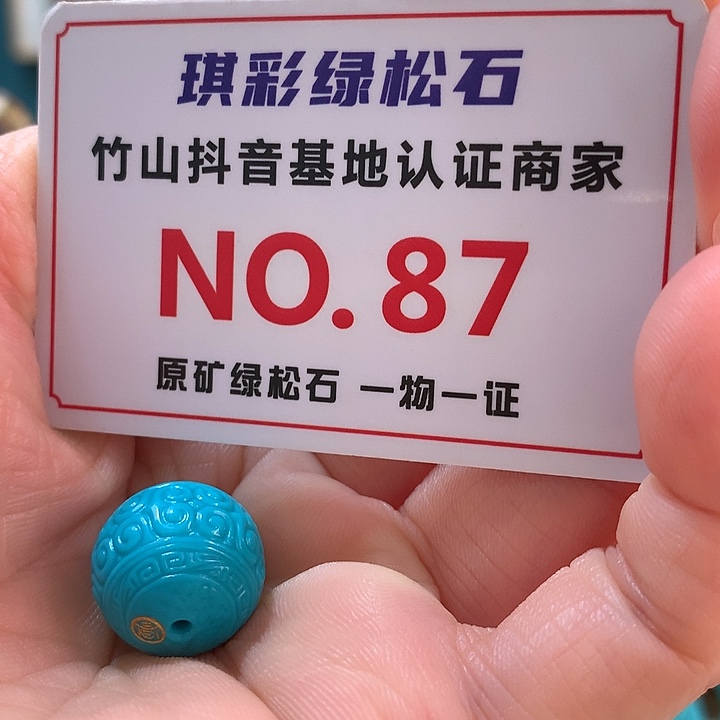 琪彩绿松石
竹山抖音基地认证商家
NO.87
原矿绿松石 一物一证